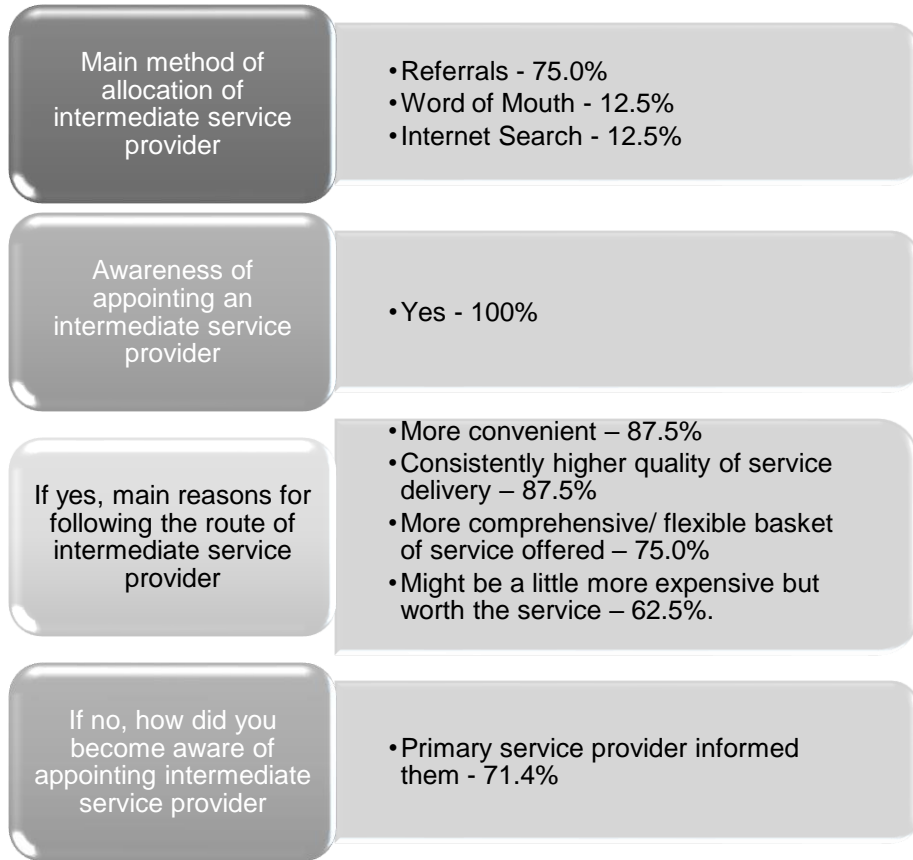 Main method of
allocation of
intermediate service
provider
•Referrals - 75.0%
•Word of Mouth - 12.5%
•Internet Search - 12.5%
Awareness of
appointing an
intermediate service
provider
•Yes - 100%
If yes, main reasons for
following the route of
intermediate service
provider
•More convenient – 87.5%
•Consistently higher quality of service
delivery – 87.5%
•More comprehensive/ flexible basket
of service offered – 75.0%
•Might be a little more expensive but
worth the service – 62.5%.
If no, how did you
become aware of
appointing intermediate
service provider
•Primary service provider informed
them - 71.4%